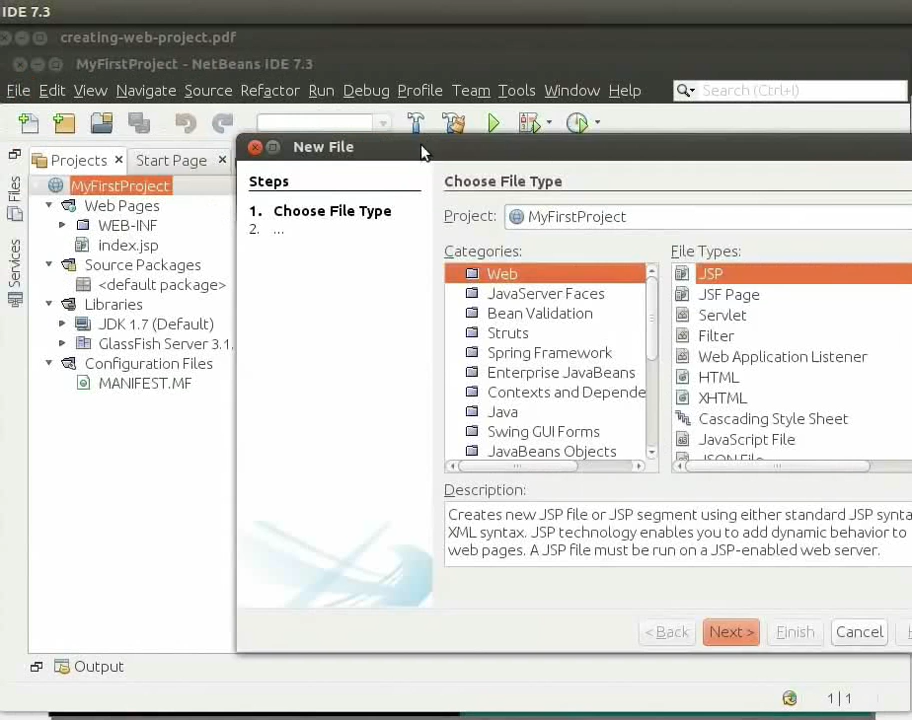 IDE 7.3
creating-web-project.pdf
MyFirstProject - NetBeans IDE 7.3
File Edit View Navigate Source Refactor Run Debug Profile Team Tools Window Help
Search (Ctrl+I)
New File
Projects
Start Page
Files
Services
MyFirstProject
Web Pages
WEB-INF
index.jsp
Source Packages
<default package>
Libraries
JDK 1.7 (Default)
GlassFish Server 3.1.
Configuration Files
MANIFEST.MF
Steps
1. Choose File Type
2. ...
Choose File Type
Project: MyFirstProject
Categories:
Web
JavaServer Faces
Bean Validation
Struts
Spring Framework
Enterprise JavaBeans
Contexts and Depende
Java
Swing GUI Forms
JavaBeans Objects
File Types:
JSP
JSF Page
Servlet
Filter
Web Application Listener
HTML
XHTML
Cascading Style Sheet
JavaScript File
JSON File
Description:
Creates new JSP file or JSP segment using either standard JSP synta
XML syntax. JSP technology enables you to add dynamic behavior to
web pages. A JSP file must be run on a JSP-enabled web server.
< Back
Next >
Finish
Cancel
Output
1|1